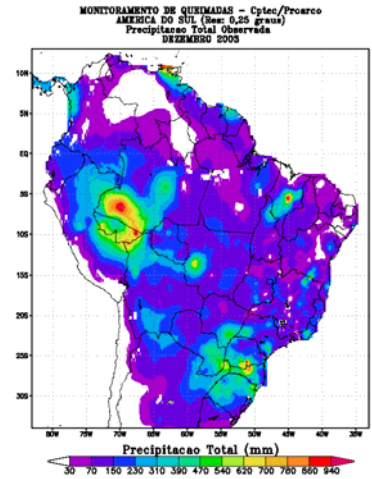 MONITORAMENTO DE QUEIMADAS - Cptec/Proarco
AMERICA DO SUL (Res: 0,25 graus)
Precipitacao Total Observada
DEZEMBRO 2003
10N
5N
EQ
5S
10S
15S
20S
25S
30S
80W 75W 70W 65W 60W 55W 50W 45W 40W 35W
Precipitacao Total (mm)
30 70 150 230 310 390 470 540 620 700 780 860 940